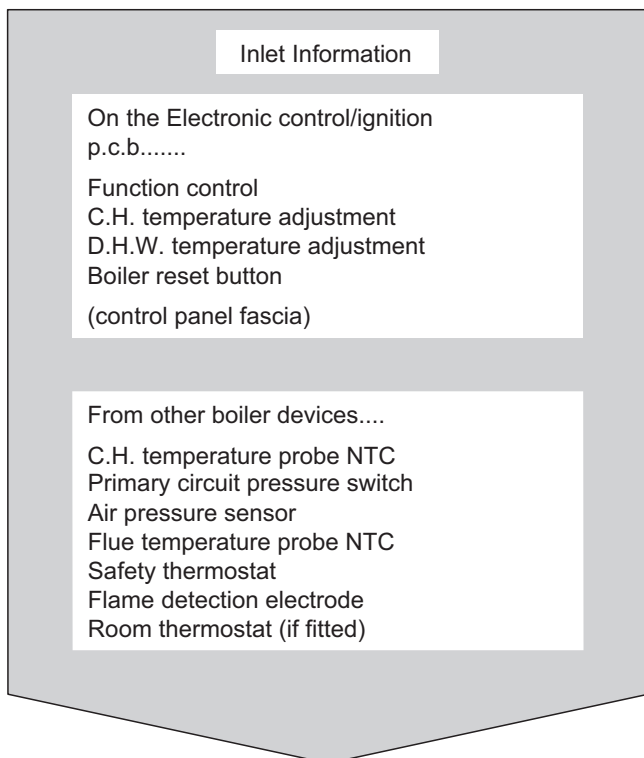 Inlet Information
On the Electronic control/ignition
p.c.b.......
Function control
C.H. temperature adjustment
D.H.W. temperature adjustment
Boiler reset button
(control panel fascia)
From other boiler devices....
C.H. temperature probe NTC
Primary circuit pressure switch
Air pressure sensor
Flue temperature probe NTC
Safety thermostat
Flame detection electrode
Room thermostat (if fitted)